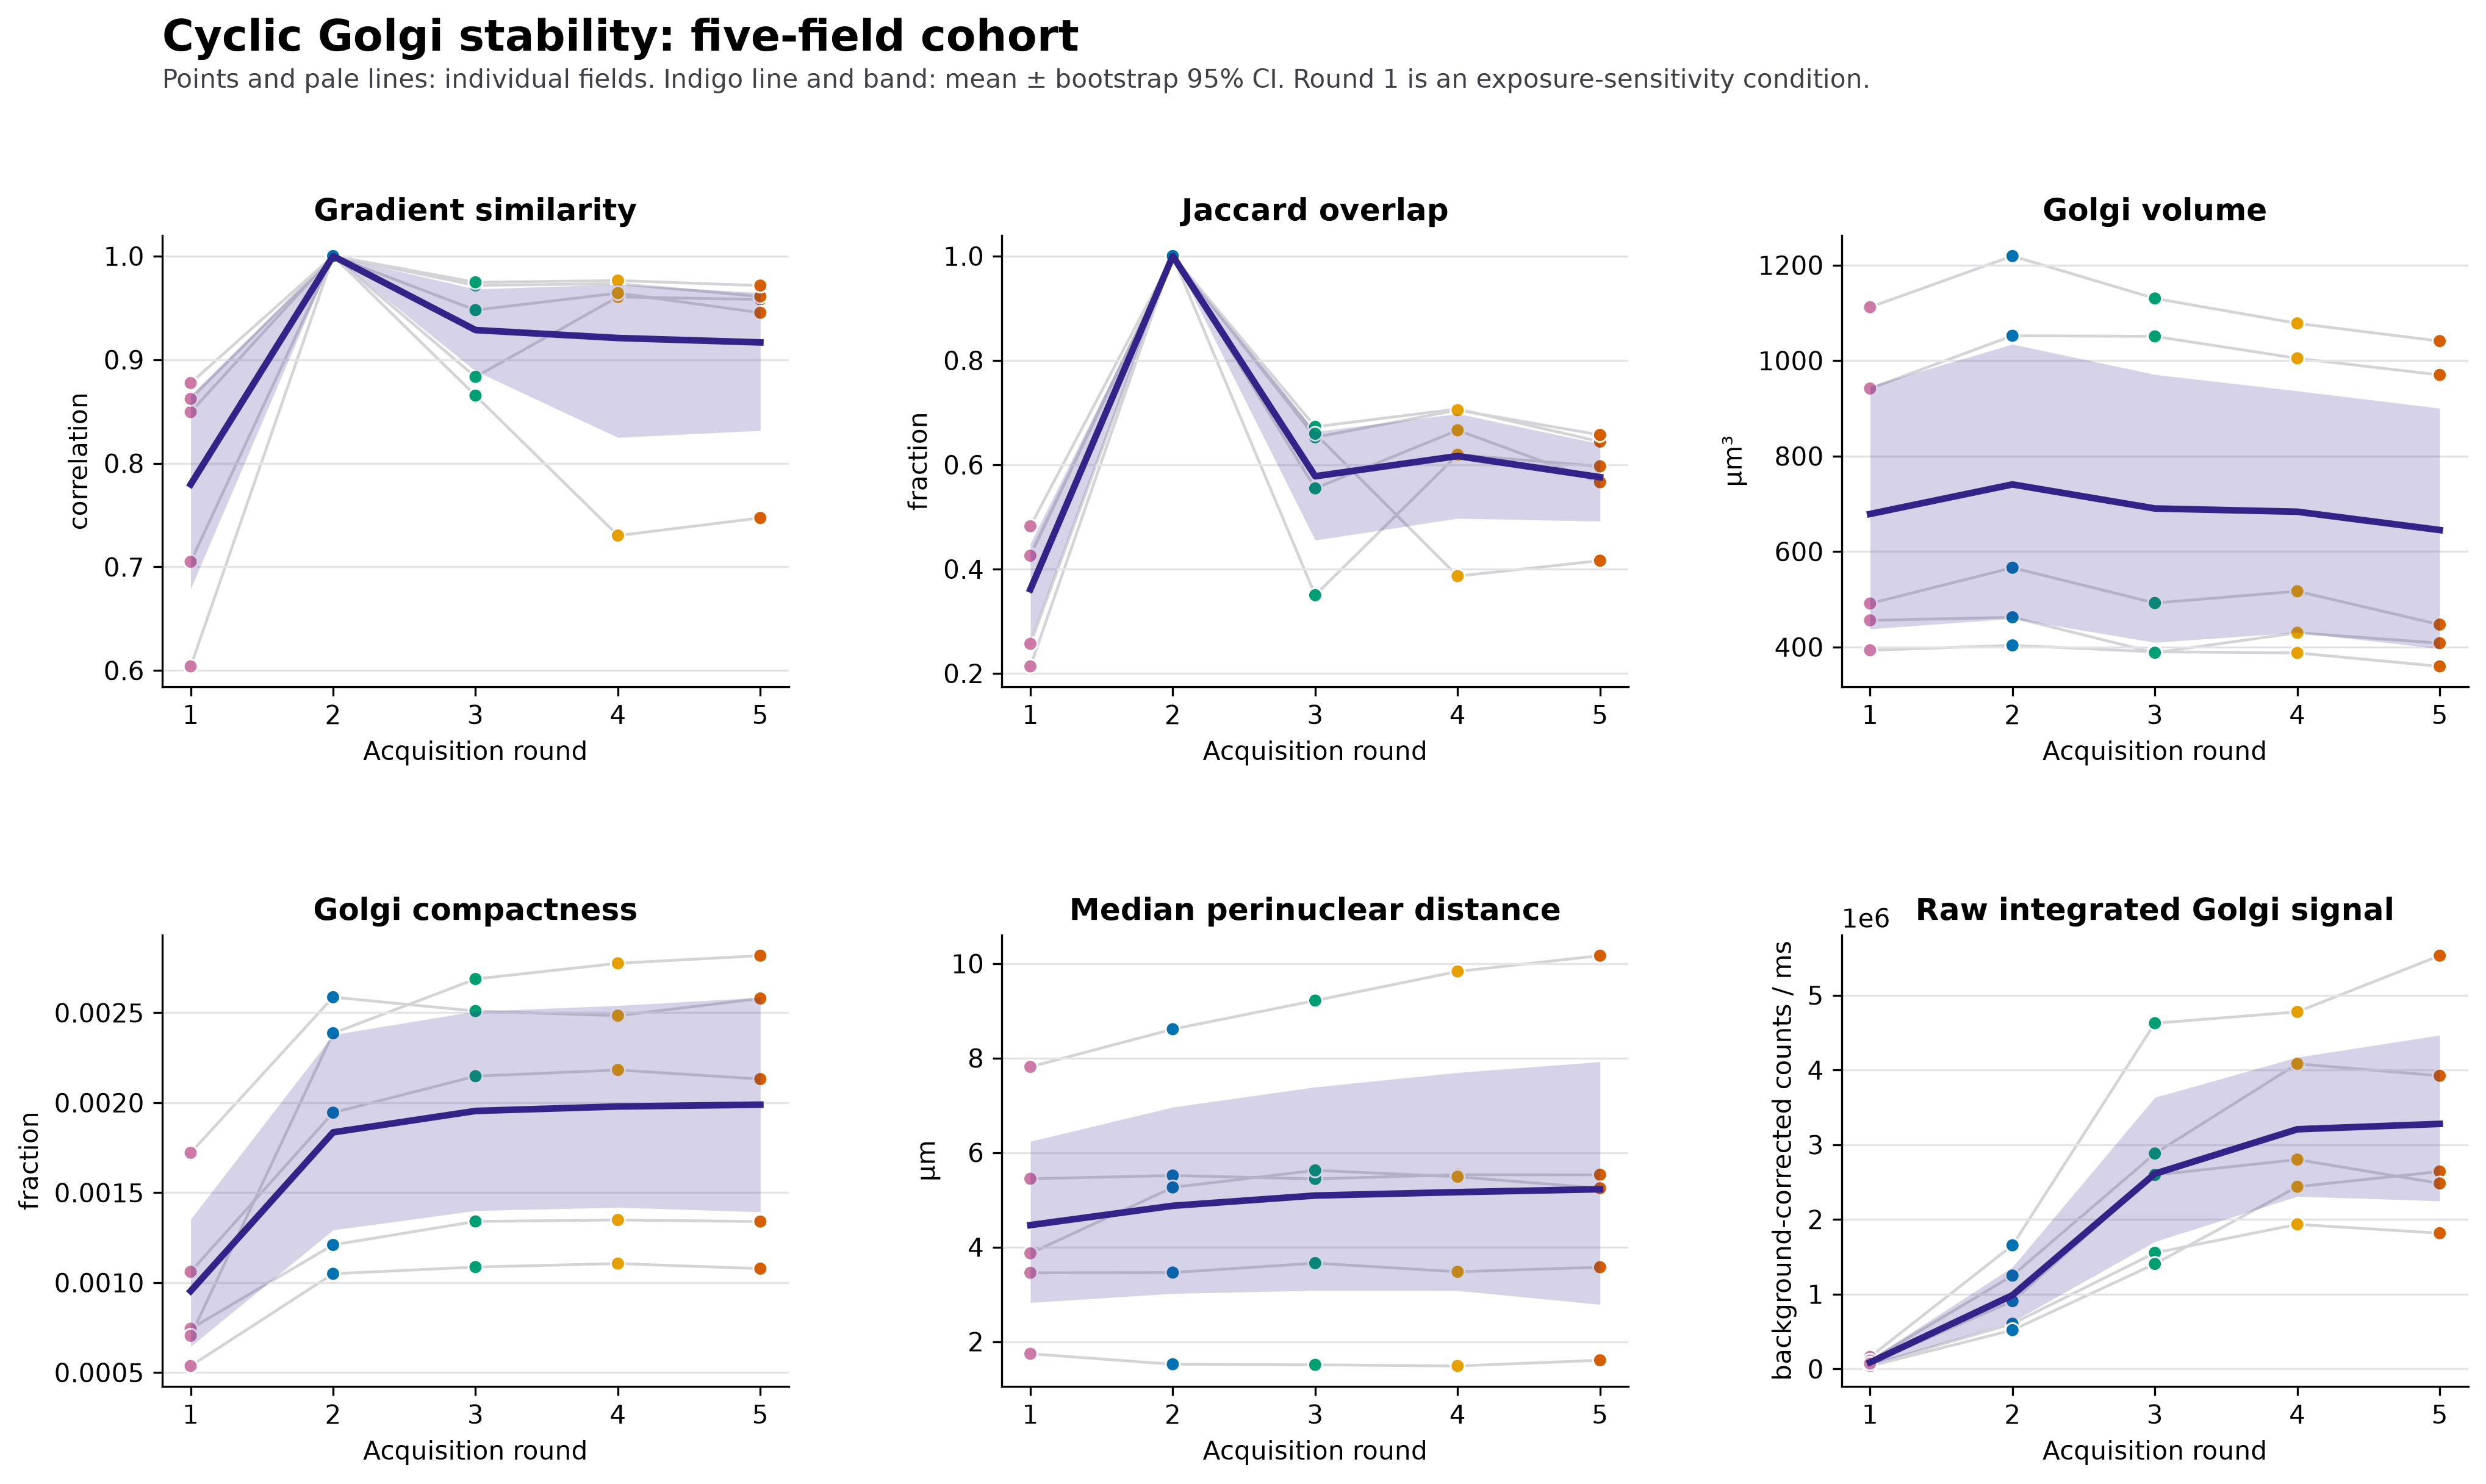 Cyclic Golgi stability: five-field cohort
Points and pale lines: individual fields. Indigo line and band: mean ± bootstrap 95% CI. Round 1 is an exposure-sensitivity condition.
Gradient similarity
correlation
1.0
0.9
0.8
0.7
0.6
1 2 3 4 5
Acquisition round
Jaccard overlap
fraction
1.0
0.8
0.6
0.4
0.2
1 2 3 4 5
Acquisition round
Golgi volume
µm³
1200
1000
800
600
400
1 2 3 4 5
Acquisition round
Golgi compactness
fraction
0.0025
0.0020
0.0015
0.0010
0.0005
1 2 3 4 5
Acquisition round
Median perinuclear distance
µm
10
8
6
4
2
1 2 3 4 5
Acquisition round
Raw integrated Golgi signal
1e6
background-corrected counts / ms
5
4
3
2
1
0
1 2 3 4 5
Acquisition round